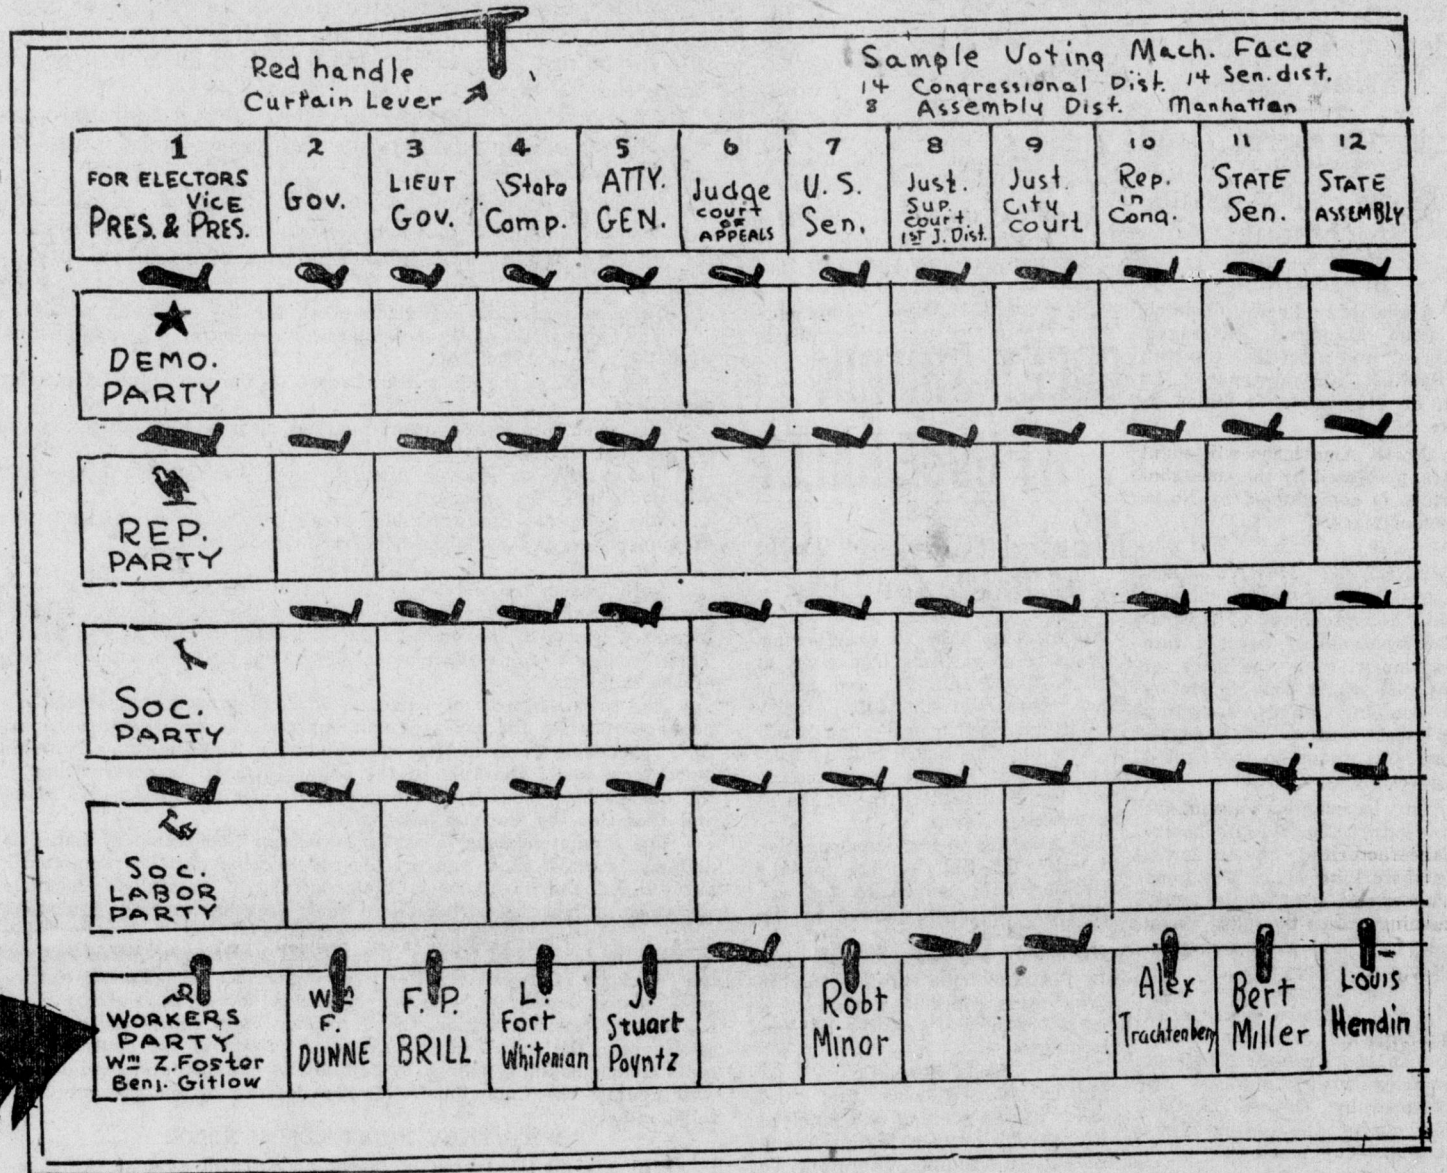 Red handle
Curtain Lever
Sample Voting Mach. Face
14 Congressional Dist. 14 Sen. dist.
8 Assembly Dist. Manhattan
1
FOR ELECTORS
VICE
PRES. & PRES.
2
Gov.
3
LIEUT
Gov.
4
State
Comp.
5
ATTY.
GEN.
6
Judge
court
OF
APPEALS
7
U. S.
Sen.
8
Just.
Sup.
court
1ST J. Dist.
9
Just.
City
court
10
Rep.
in
Cong.
11
STATE
Sen.
12
STATE
ASSEMBLY
DEMO.
PARTY
REP.
PARTY
Soc.
PARTY
Soc.
LABOR
PARTY
WORKERS
PARTY
Wm Z. Foster
Benj. Gitlow
Wm
F.
DUNNE
F. P.
BRILL
L.
Fort
Whiteman
J.
Stuart
Poyntz
Robt
Minor
Alex
Trachtenberg
Bert
Miller
Louis
Hendin